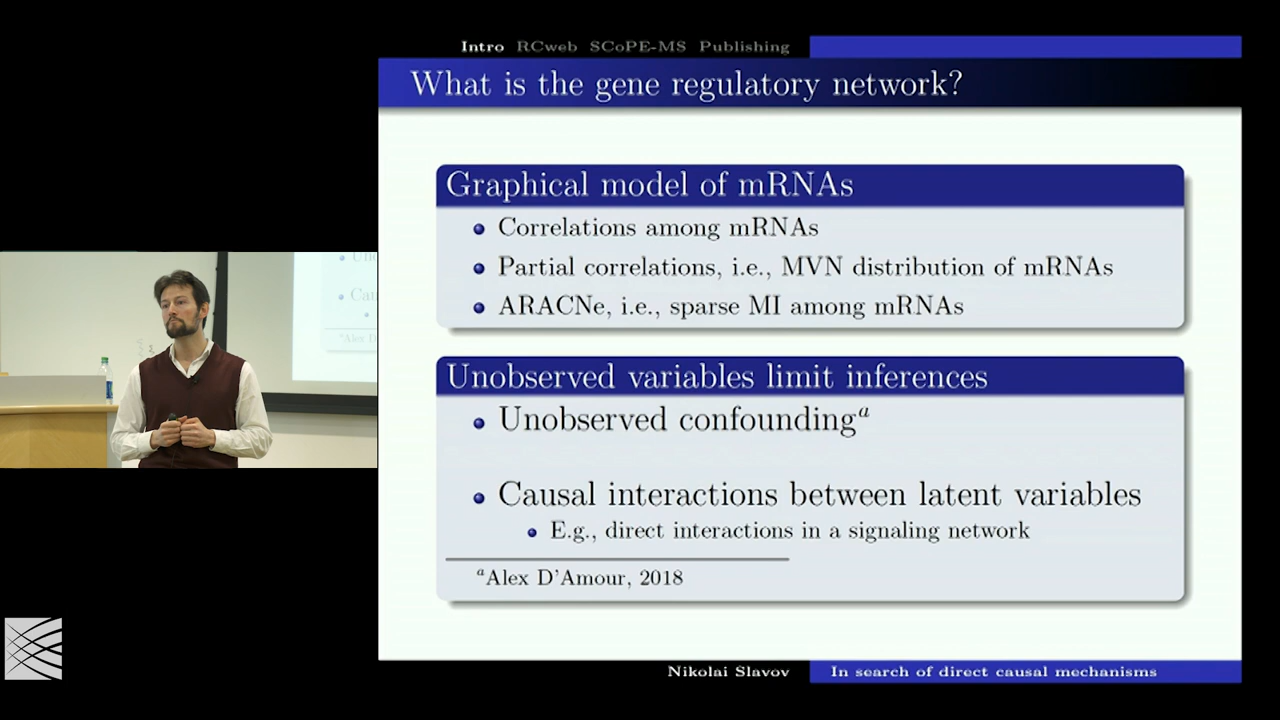 Intro RCweb SCoPE-MS Publishing
What is the gene regulatory network?
Graphical model of mRNAs
Correlations among mRNAs
Partial correlations, i.e., MVN distribution of mRNAs
ARACNe, i.e., sparse MI among mRNAs
Unobserved variables limit inferences
Unobserved confoundingᵃ
Causal interactions between latent variables
E.g., direct interactions in a signaling network
ᵃAlex D'Amour, 2018
Nikolai Slavov In search of direct causal mechanisms